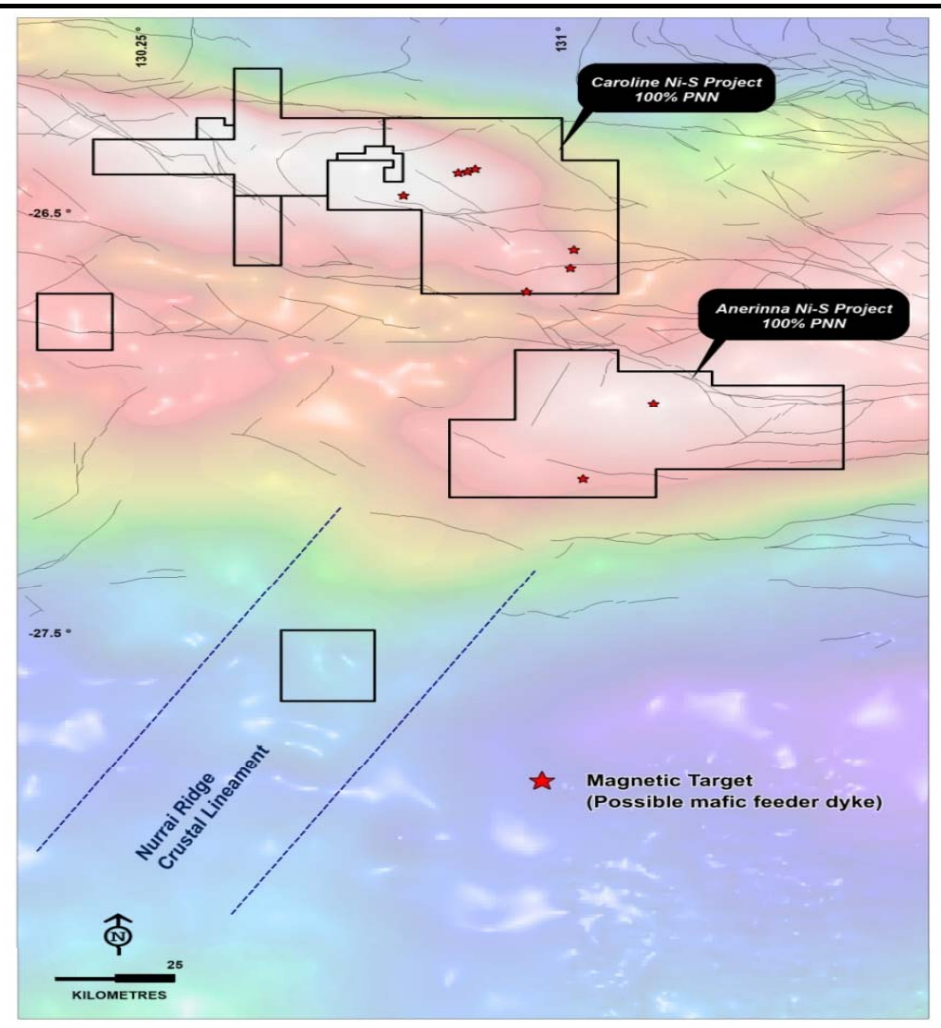 130.25 °
131 °
Caroline Ni-S Project
100% PNN
-26.5 °
Anerinna Ni-S Project
100% PNN
-27.5 °
Nurrai Ridge
Crustal Lineament
Magnetic Target
(Possible mafic feeder dyke)
N
25
KILOMETRES